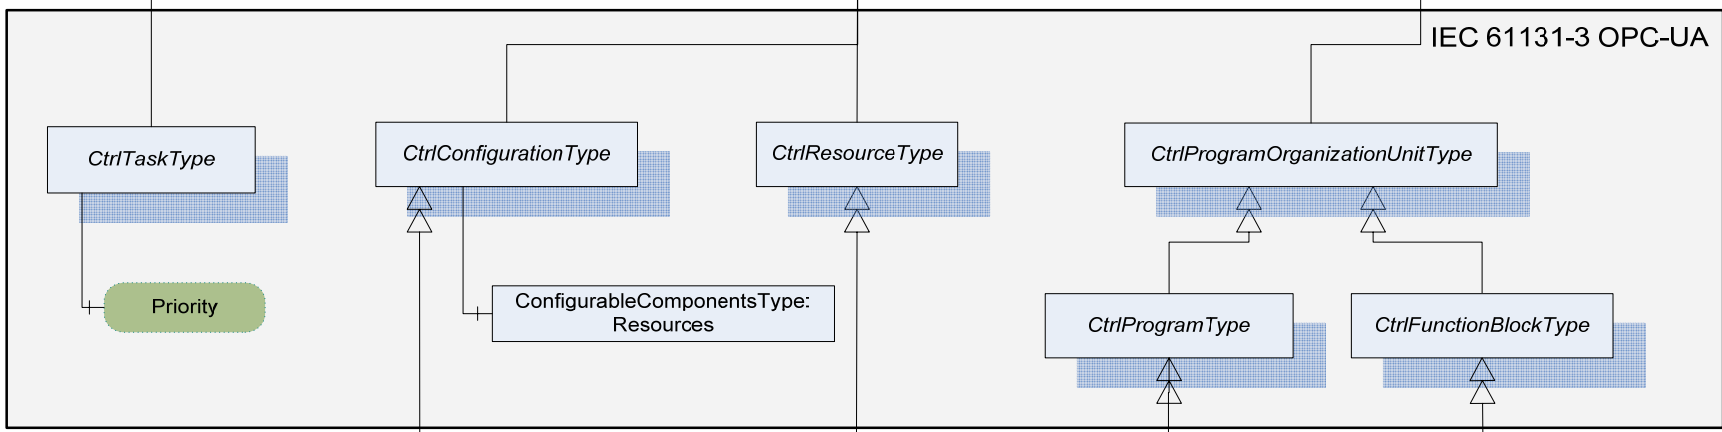 IEC 61131-3 OPC-UA
CtrlTaskType
CtrlConfigurationType
CtrlResourceType
CtrlProgramOrganizationUnitType
Priority
ConfigurableComponentsType:
Resources
CtrlProgramType
CtrlFunctionBlockType